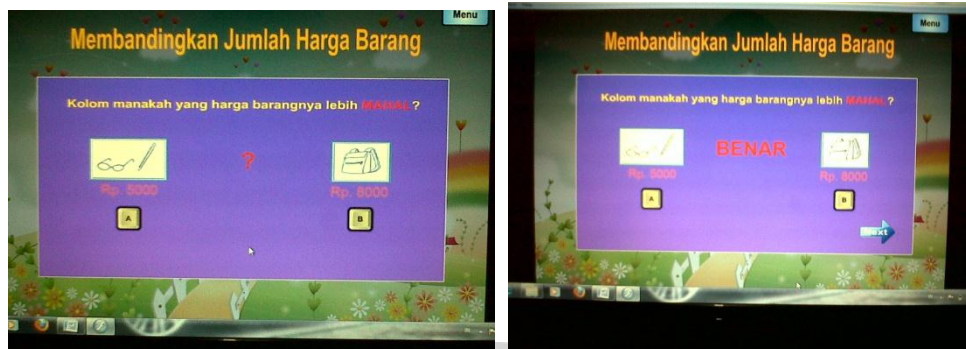 Menu
Membandingkan Jumlah Harga Barang
Kolom manakah yang harga barangnya lebih MAHAL ?
?
Rp. 5000
Rp. 8000
A
B
Menu
Membandingkan Jumlah Harga Barang
Kolom manakah yang harga barangnya lebih MAHAL ?
BENAR
Rp. 5000
Rp. 8000
A
B
Next